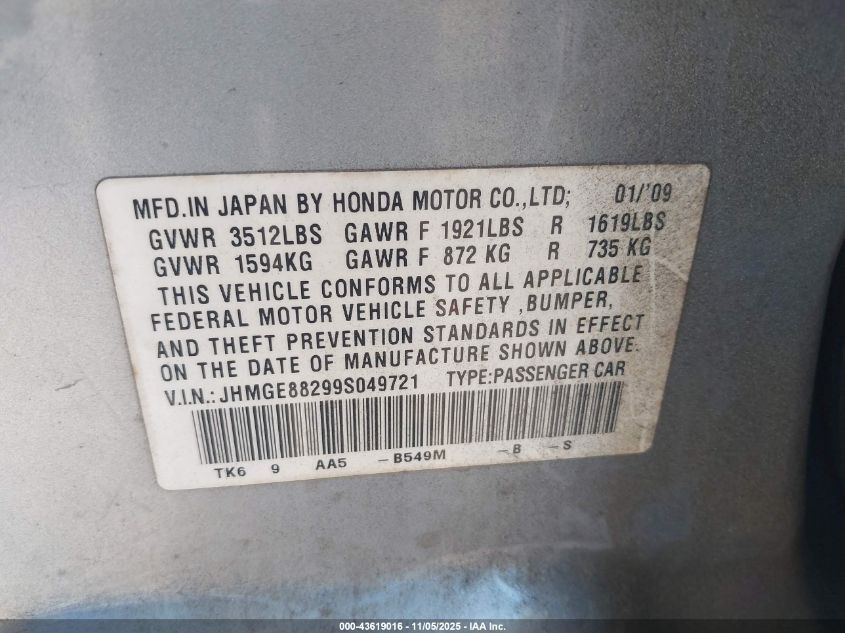 MFD.IN JAPAN BY HONDA MOTOR CO.,LTD; 01/'09
GVWR 3512LBS GAWR F 1921LBS R 1619LBS
GVWR 1594KG GAWR F 872 KG R 735 KG
THIS VEHICLE CONFORMS TO ALL APPLICABLE
FEDERAL MOTOR VEHICLE SAFETY ,BUMPER,
AND THEFT PREVENTION STANDARDS IN EFFECT
ON THE DATE OF MANUFACTURE SHOWN ABOVE.
V.I.N.: JHMGE88299S049721 TYPE:PASSENGER CAR
TK6 9 AA5 -B549M -B -S
000-43619016 - 11/05/2025 - IAA Inc.